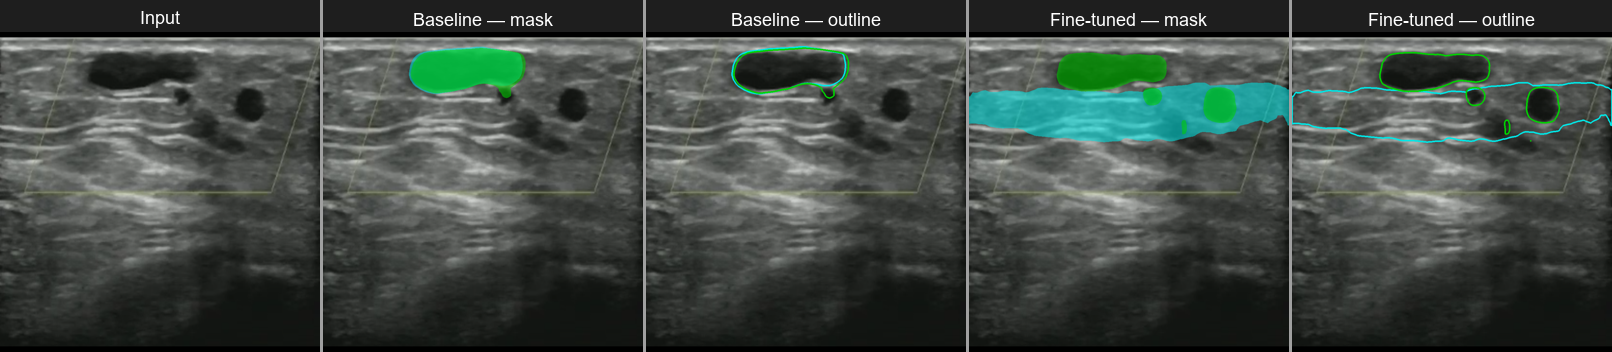 Input
Baseline — mask
Baseline — outline
Fine-tuned — mask
Fine-tuned — outline